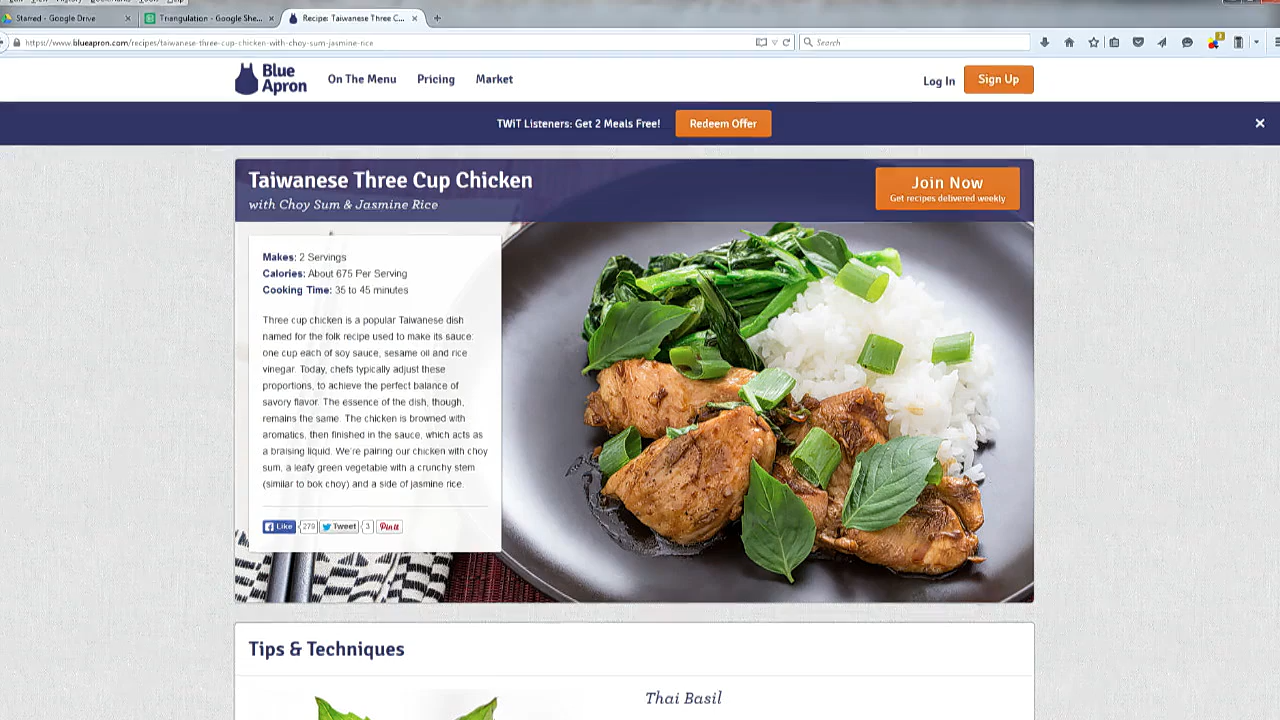 Starred - Google Drive
Triangulation - Google She...
Recipe: Taiwanese Three C...
https://www.blueapron.com/recipes/taiwanese-three-cup-chicken-with-choy-sum-jasmine-rice
Search
Blue
Apron
On The Menu
Pricing
Market
Log In
Sign Up
TWiT Listeners: Get 2 Meals Free!
Redeem Offer
Taiwanese Three Cup Chicken
with Choy Sum & Jasmine Rice
Join Now
Get recipes delivered weekly
Makes: 2 Servings
Calories: About 675 Per Serving
Cooking Time: 35 to 45 minutes
Three cup chicken is a popular Taiwanese dish
named for the folk recipe used to make its sauce:
one cup each of soy sauce, sesame oil and rice
vinegar. Today, chefs typically adjust these
proportions, to achieve the perfect balance of
savory flavor. The essence of the dish, though,
remains the same. The chicken is browned with
aromatics, then finished in the sauce, which acts as
a braising liquid. We're pairing our chicken with choy
sum, a leafy green vegetable with a crunchy stem
(similar to bok choy) and a side of jasmine rice.
Like 279 Tweet 3 Pin it
Tips & Techniques
Thai Basil